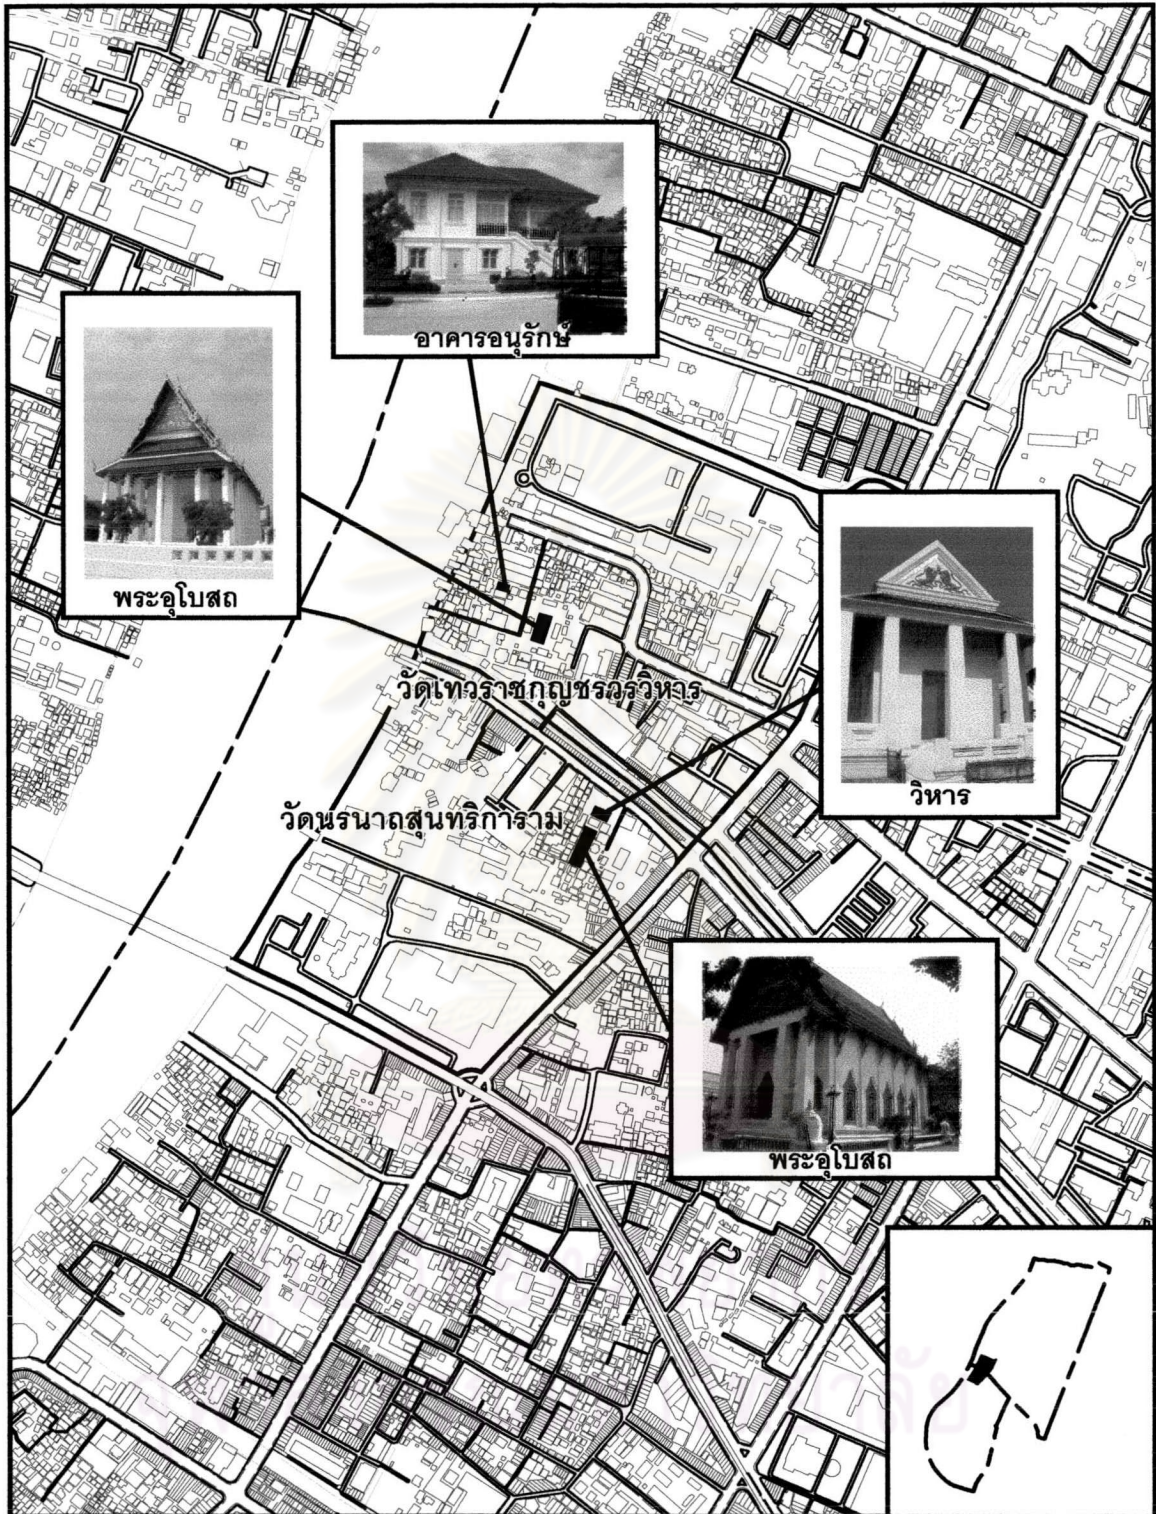 อาคารอนุรักษ์
พระอุโบสถ
วัดเทวราชกุญชรวรวิหาร
วิหาร
วัดนรนาถสุนทริการาม
พระอุโบสถ